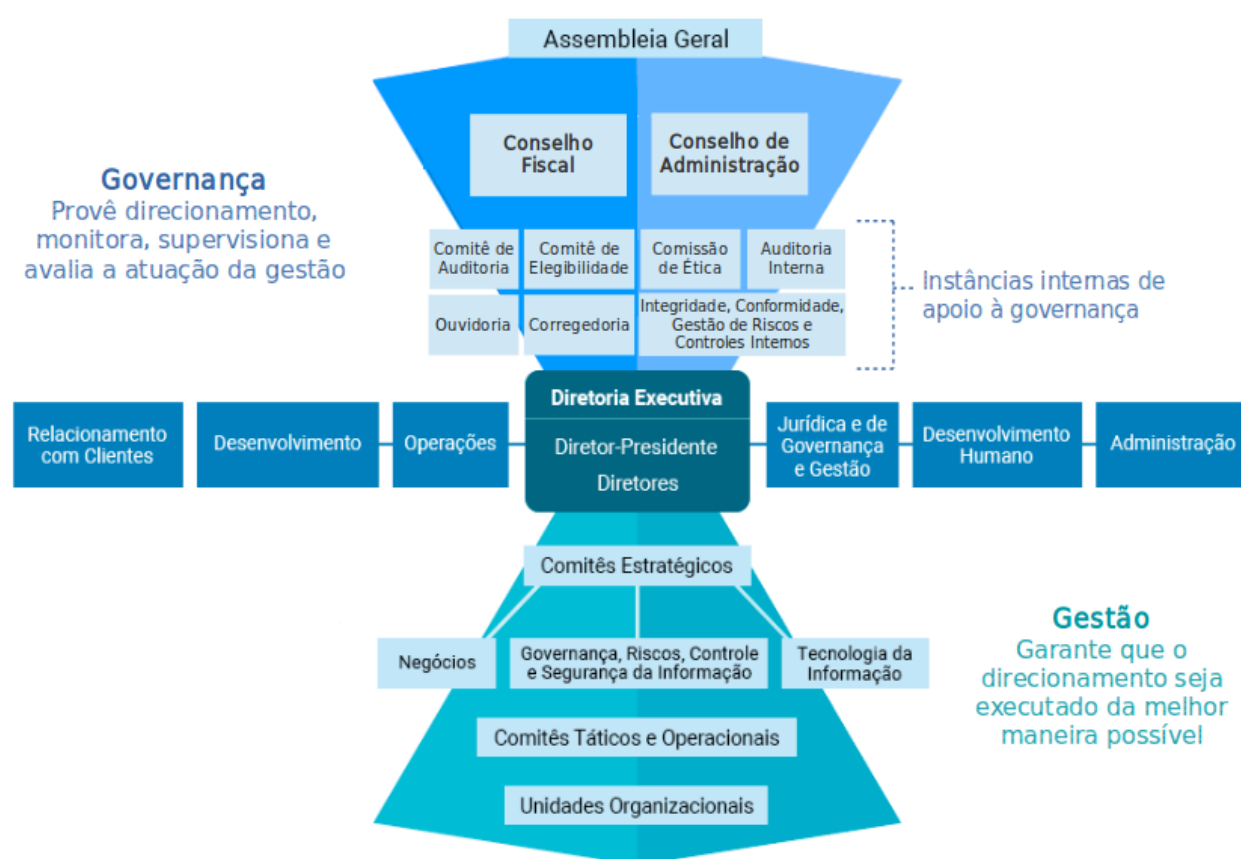 Assembleia Geral
Conselho
Fiscal
Conselho de
Administração
Governança
Provê direcionamento,
monitora, supervisiona e
avalia a atuação da gestão
Comitê de
Auditoria
Comitê de
Elegibilidade
Comissão
de Ética
Auditoria
Interna
Ouvidoria
Corregedoria
Integridade, Conformidade,
Gestão de Riscos e
Controles Internos
Instâncias internas de
apoio à governança
Relacionamento
com Clientes
Desenvolvimento
Operações
Diretoria Executiva
Diretor-Presidente
Diretores
Jurídica e de
Governança
e Gestão
Desenvolvimento
Humano
Administração
Comitês Estratégicos
Negócios
Governança, Riscos, Controle
e Segurança da Informação
Tecnologia da
Informação
Gestão
Garante que o
direcionamento seja
executado da melhor
maneira possível
Comitês Táticos e Operacionais
Unidades Organizacionais